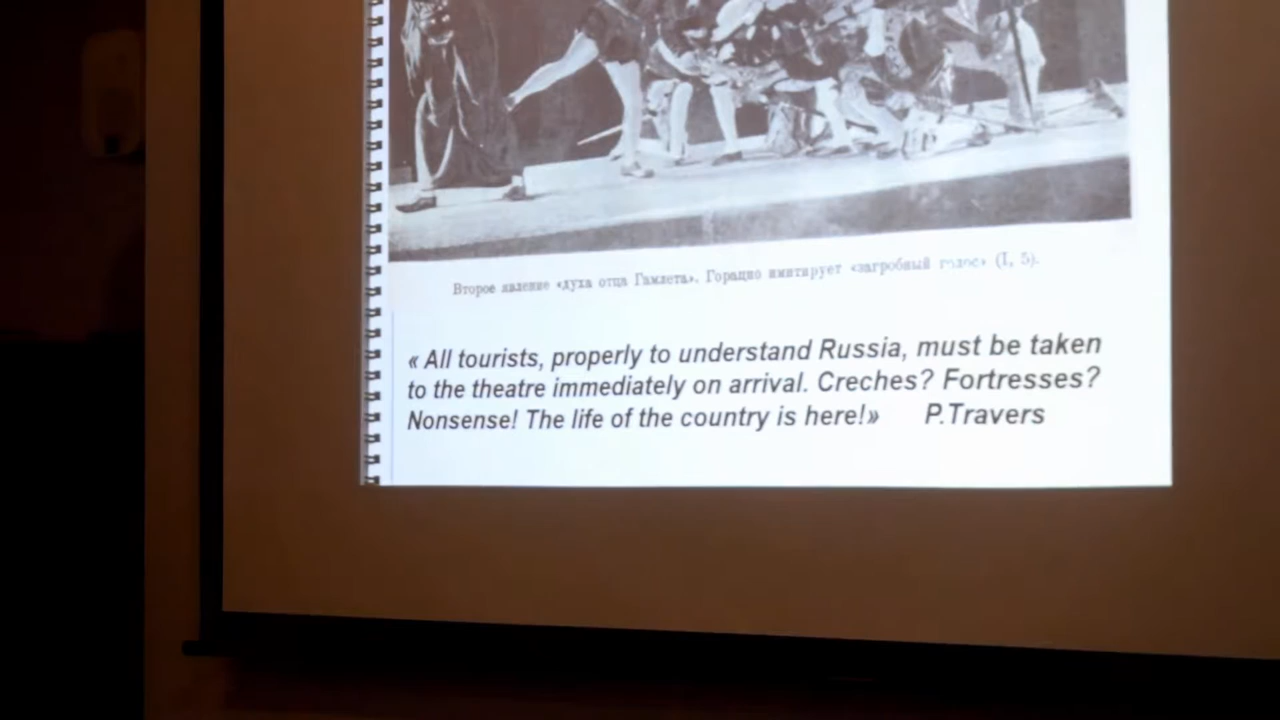 Второе явление «духа отца Гамлета». Горацио имитирует «загробный голос» (I, 5).
« All tourists, properly to understand Russia, must be taken
to the theatre immediately on arrival. Creches? Fortresses?
Nonsense! The life of the country is here!» P.Travers